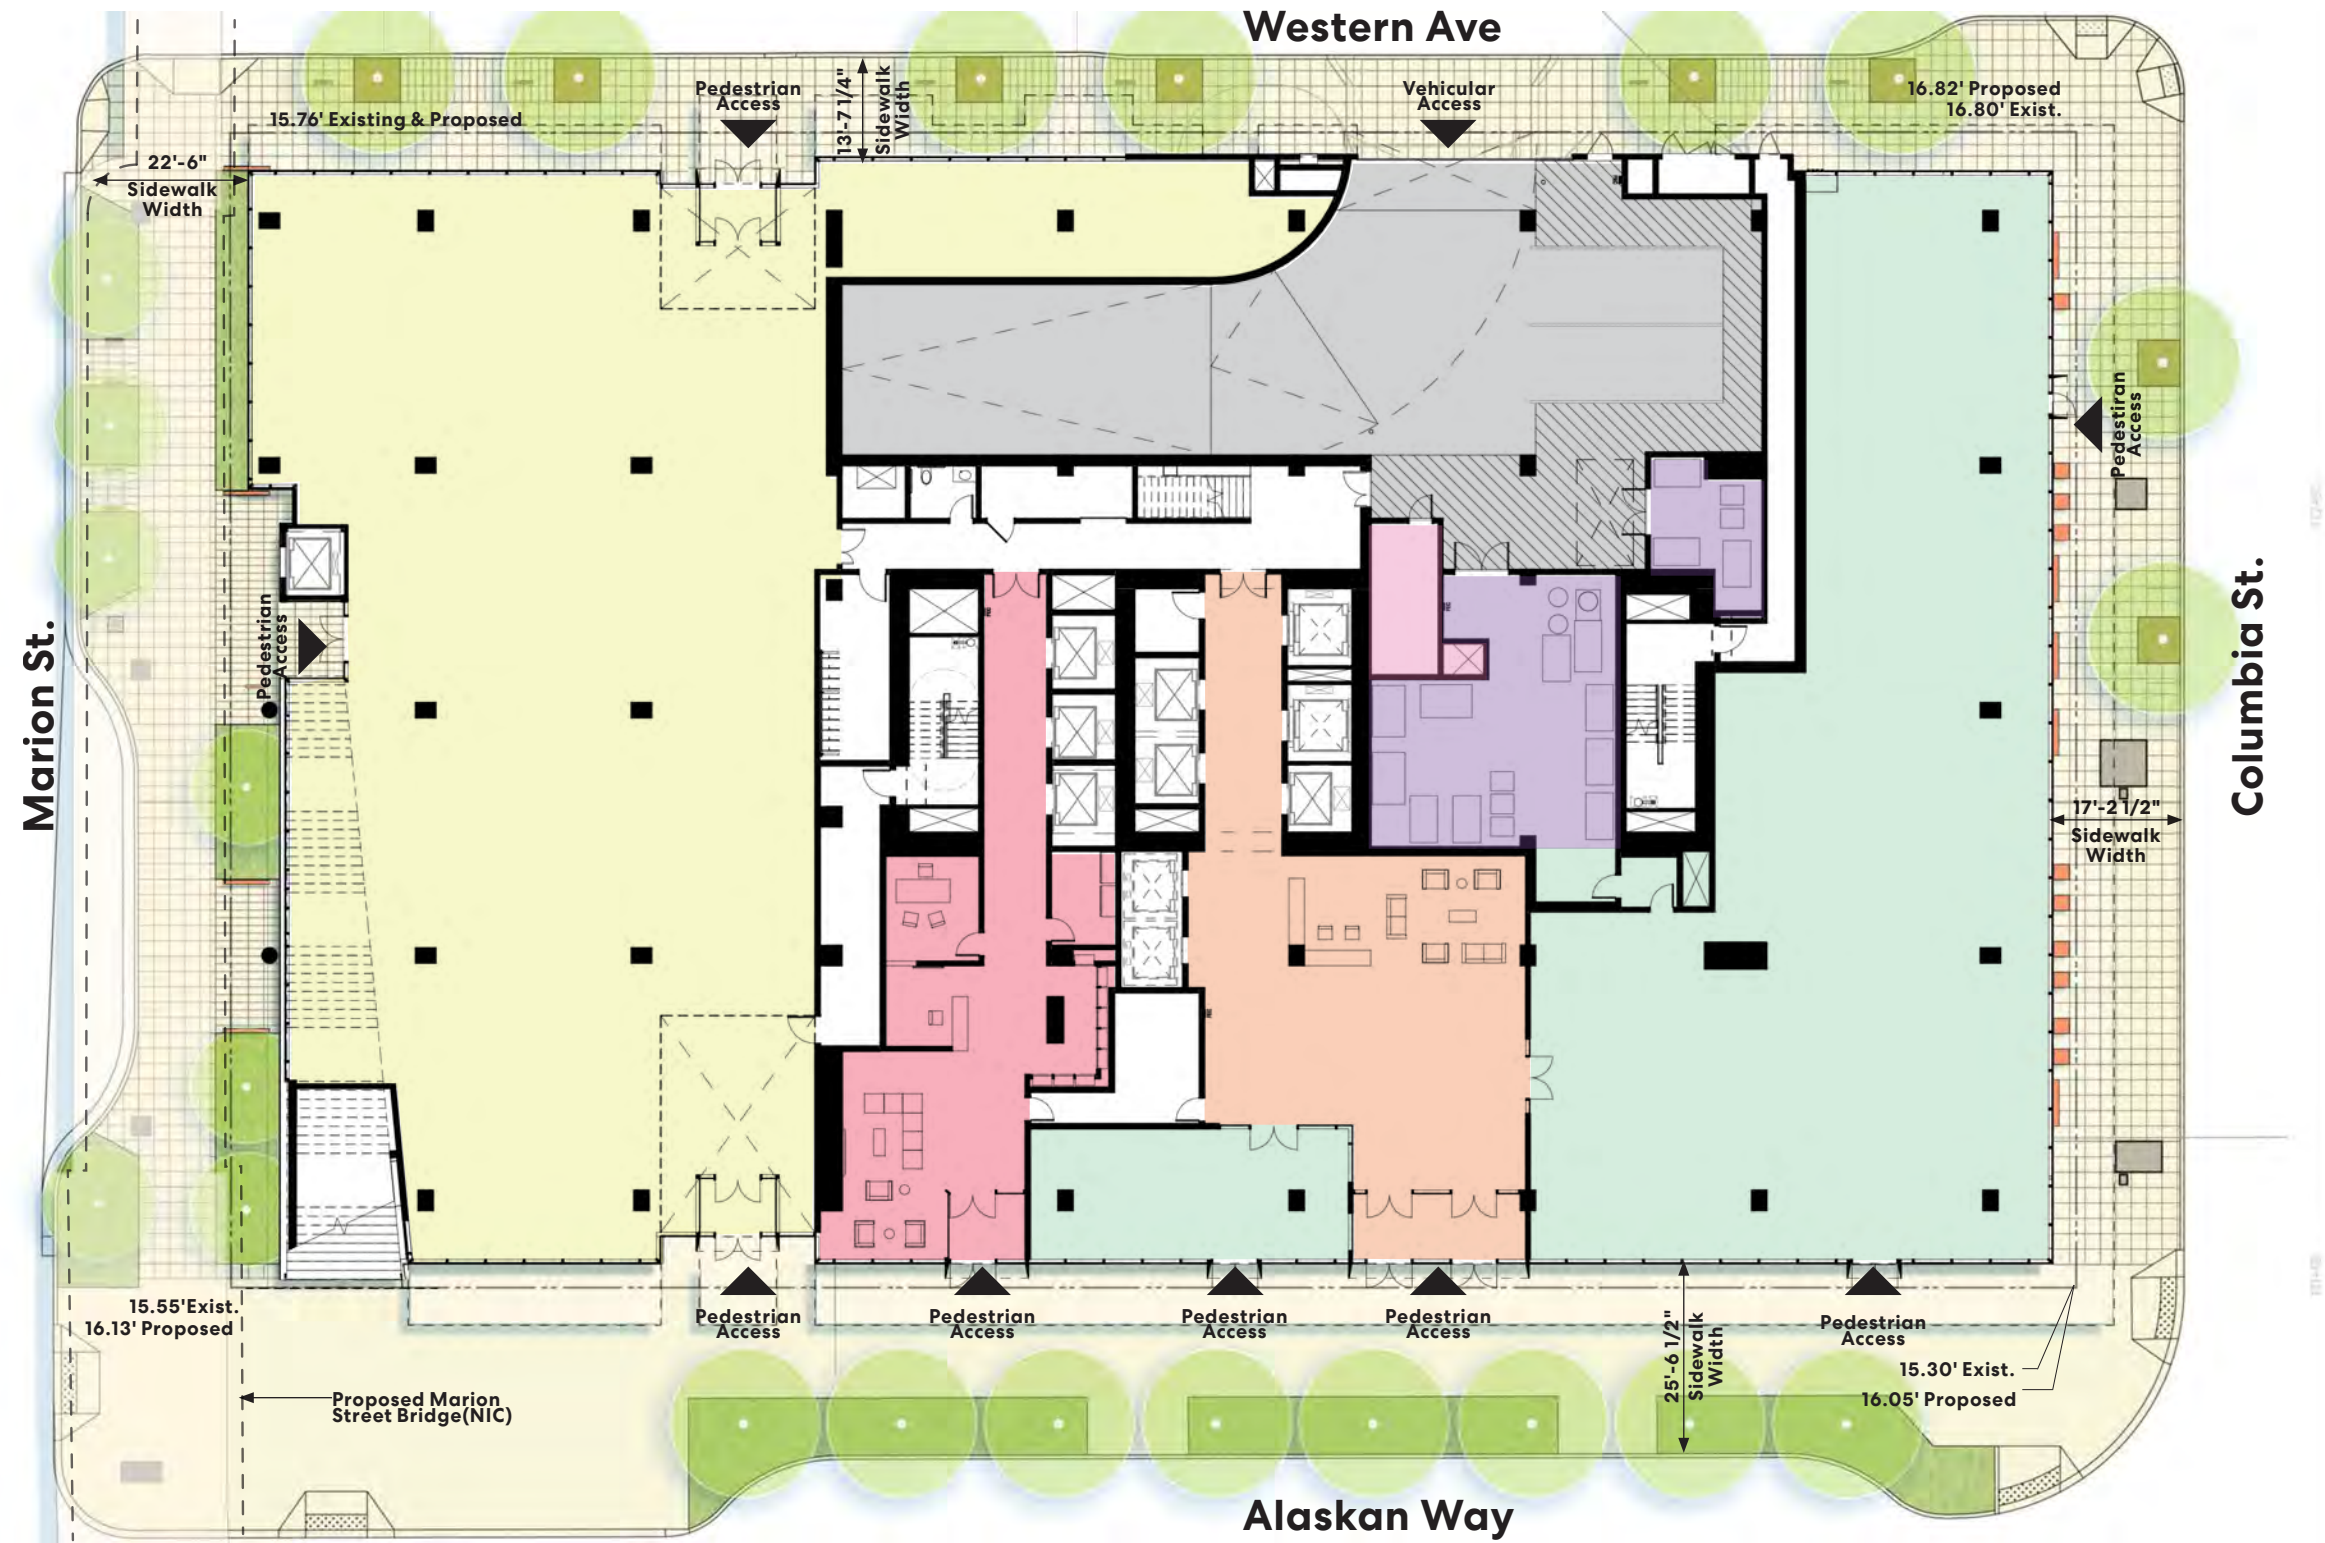 Western Ave
Pedestrian
Access
13'-7 1/4"
Sidewalk
Width
Vehicular
Access
16.82' Proposed
16.80' Exist.
15.76' Existing & Proposed
22'-6"
Sidewalk
Width
Pedestiran
Access
Marion St.
Pedestrian
Access
Columbia St.
17'-2 1/2"
Sidewalk
Width
15.55'Exist.
16.13' Proposed
Pedestrian
Access
Pedestrian
Access
Pedestrian
Access
Pedestrian
Access
Pedestrian
Access
25'-6 1/2"
Sidewalk
Width
15.30' Exist.
16.05' Proposed
Proposed Marion
Street Bridge(NIC)
Alaskan Way